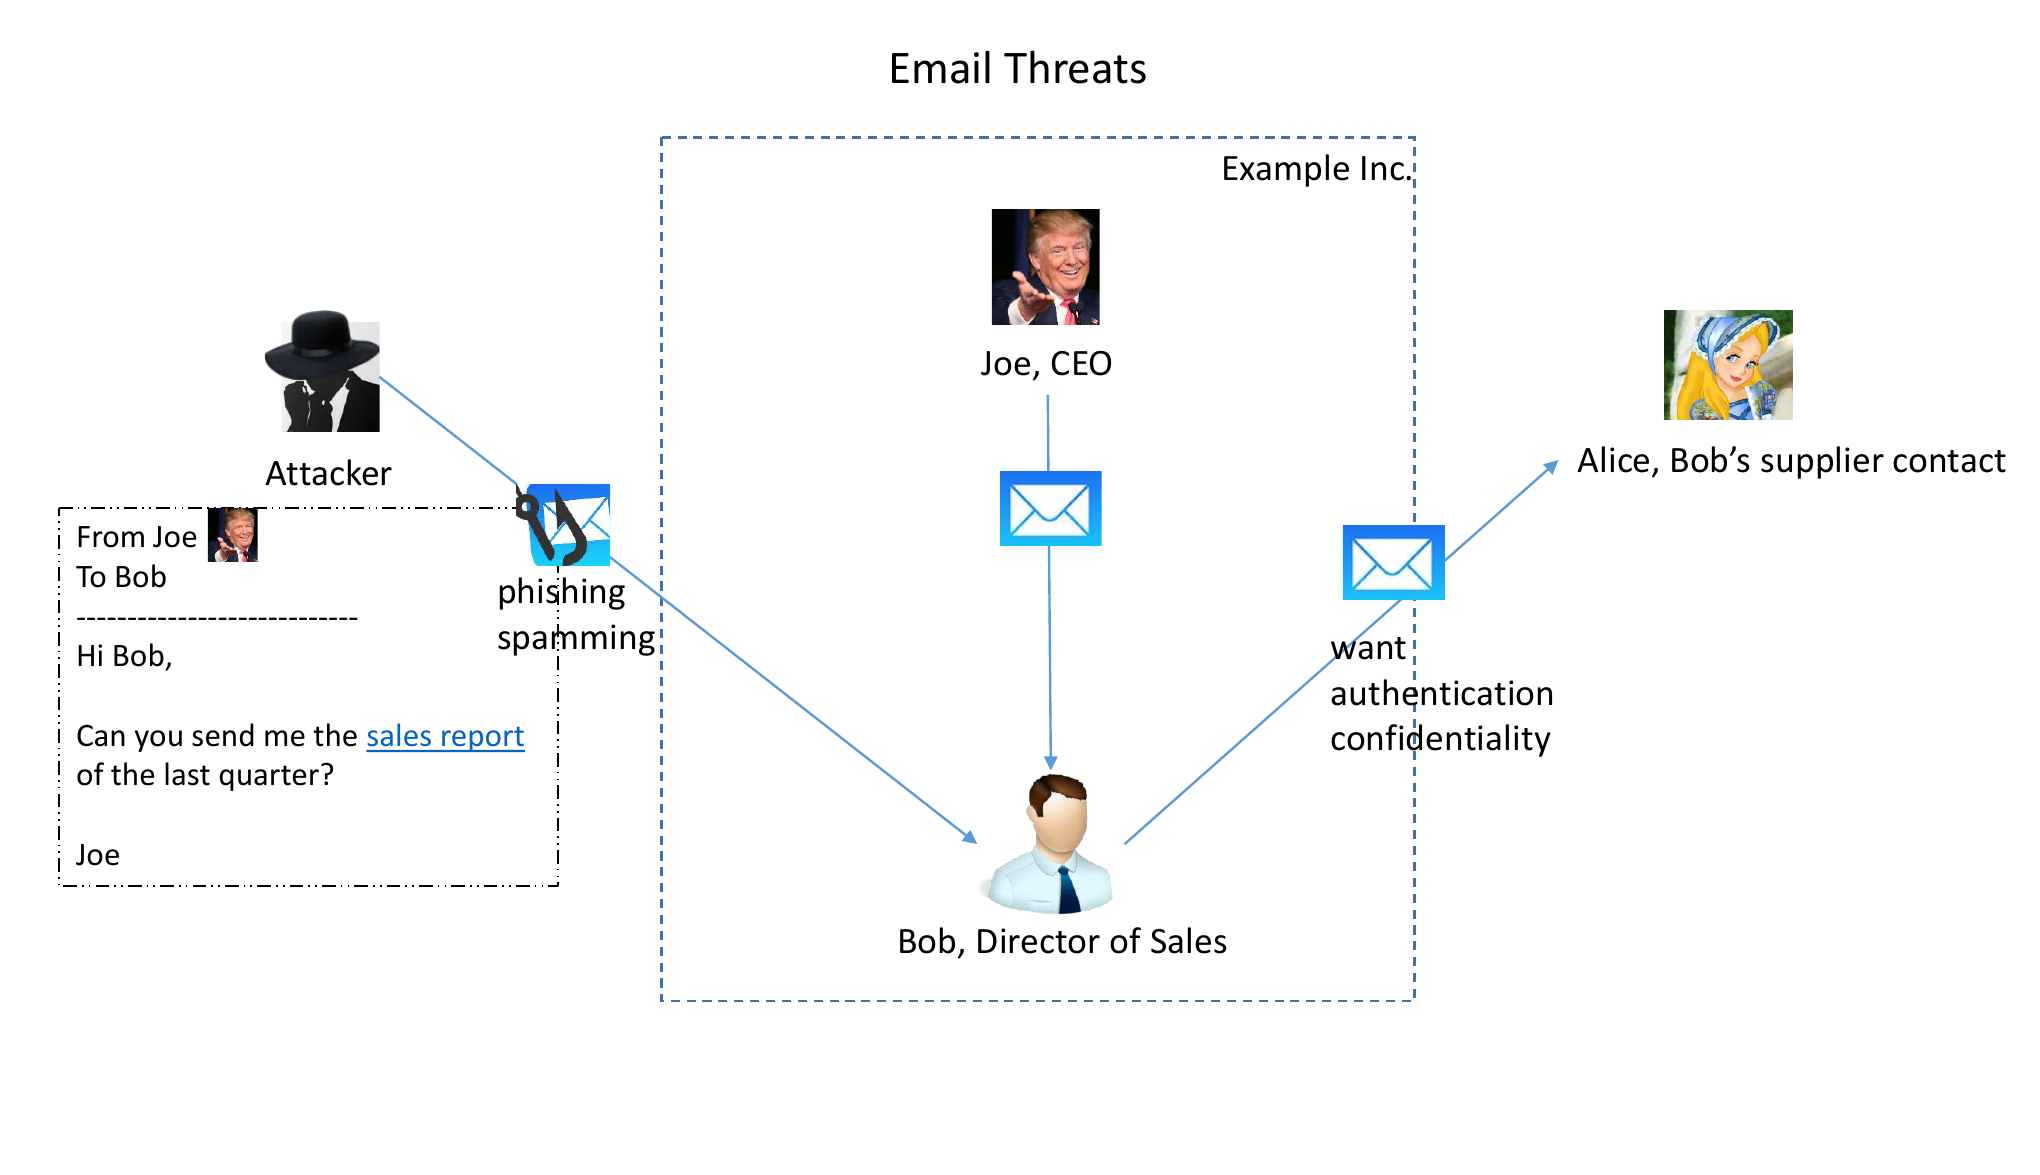 Email Threats
Example Inc.
Joe, CEO
Attacker
Alice, Bob’s supplier contact
From Joe
To Bob
----------------------------
Hi Bob,
Can you send me the sales report
of the last quarter?
Joe
phishing
spamming
want
authentication
confidentiality
Bob, Director of Sales